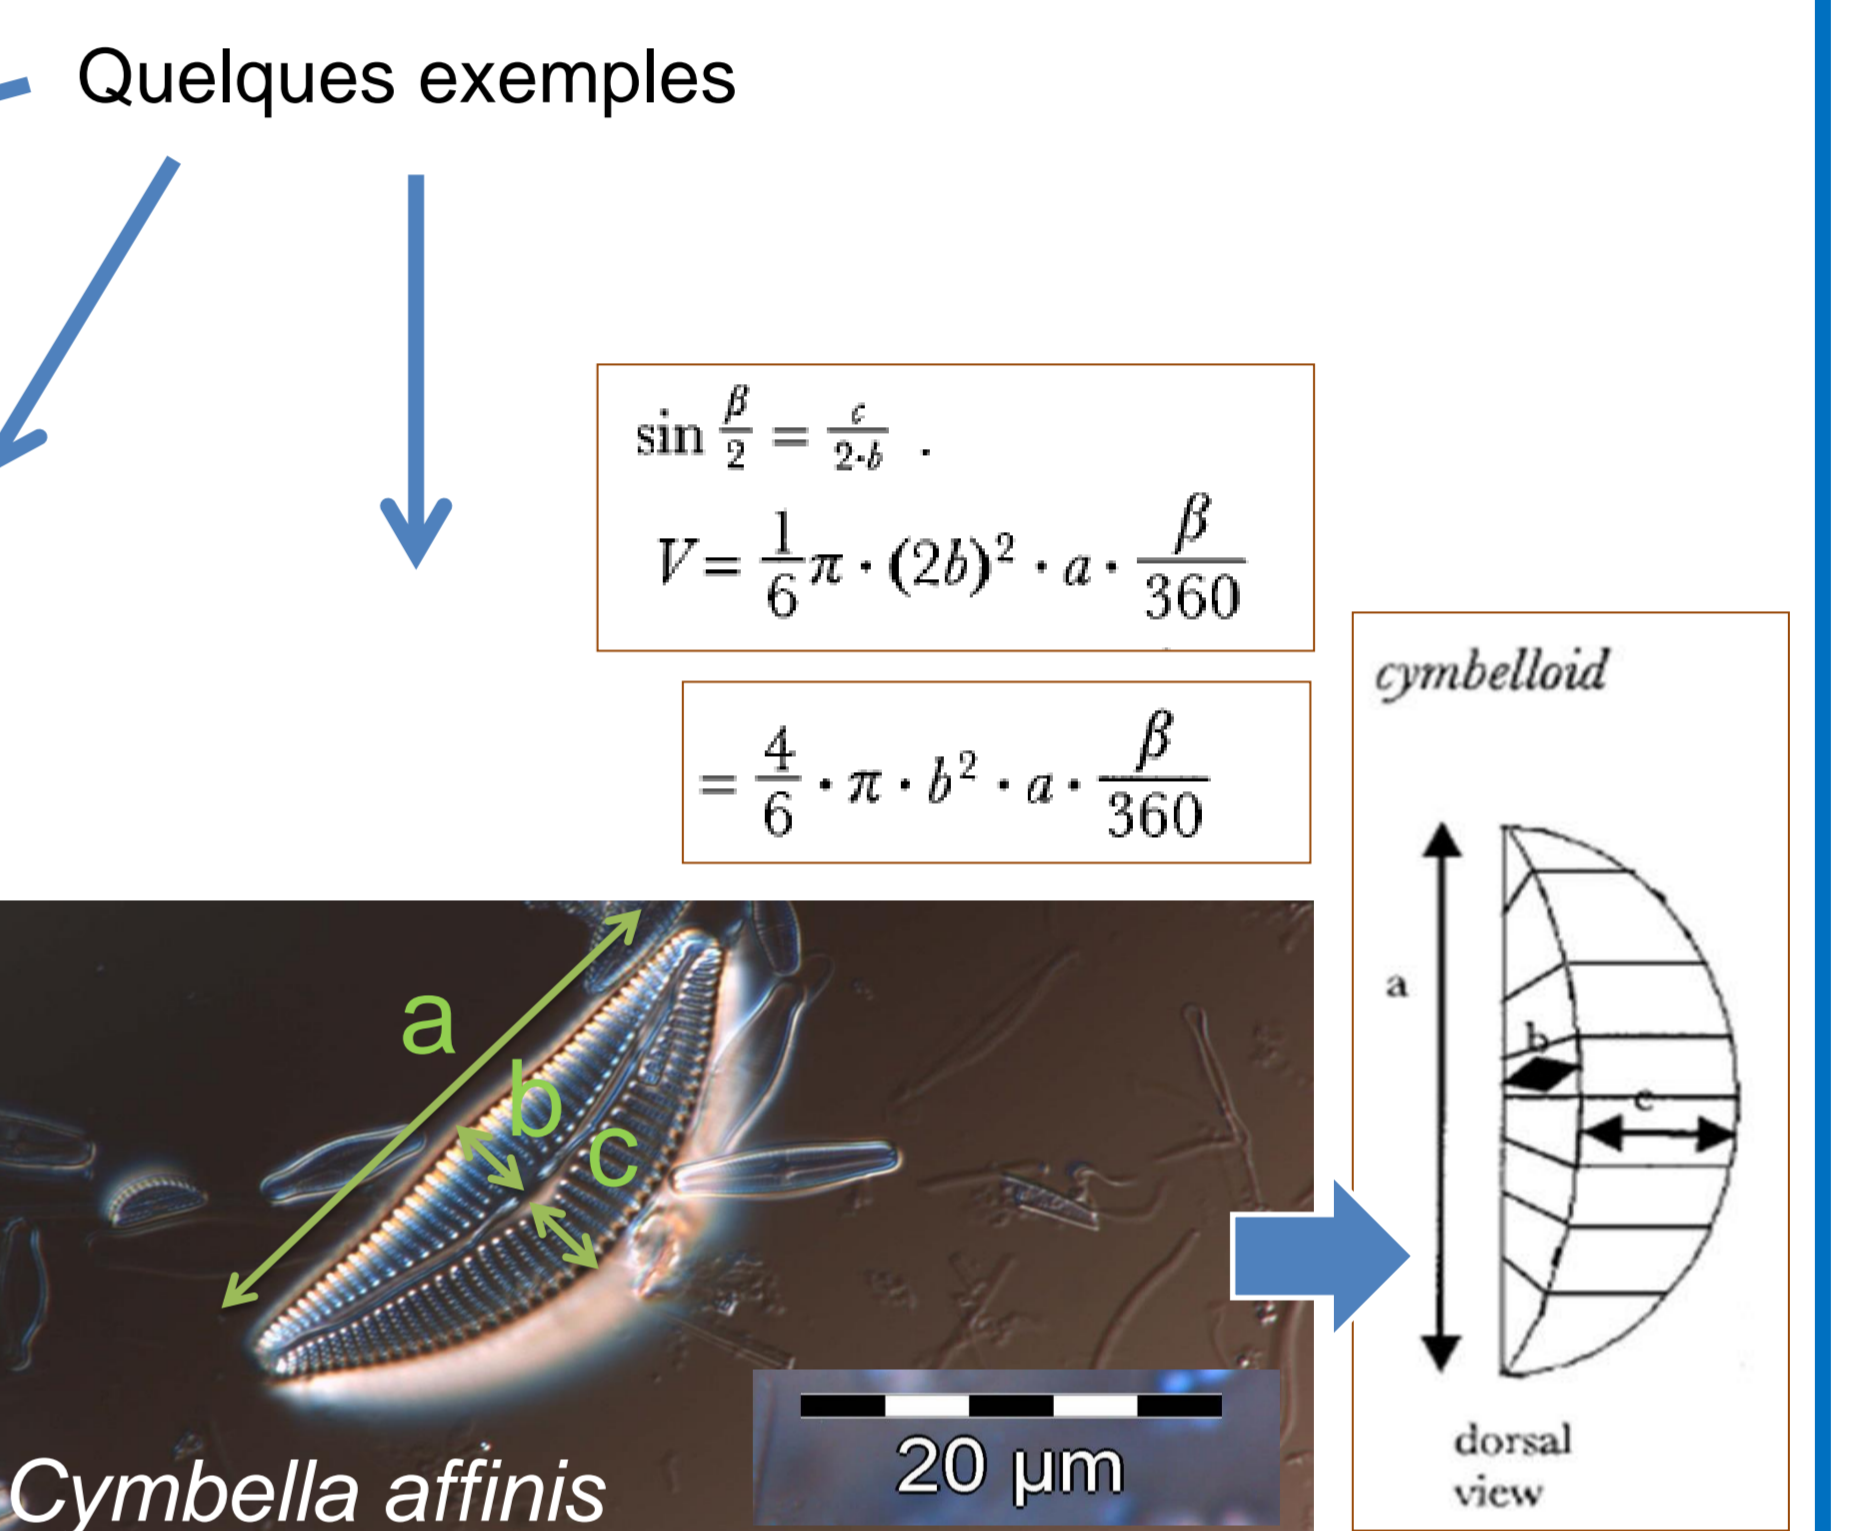 Quelques exemples
sin β/2 = c/2·b .
V = 1/6 π · (2b)² · a · β/360
= 4/6 · π · b² · a · β/360
cymbelloid
a
b
c
a
b
c
20 µm
Cymbella affinis
dorsal
view